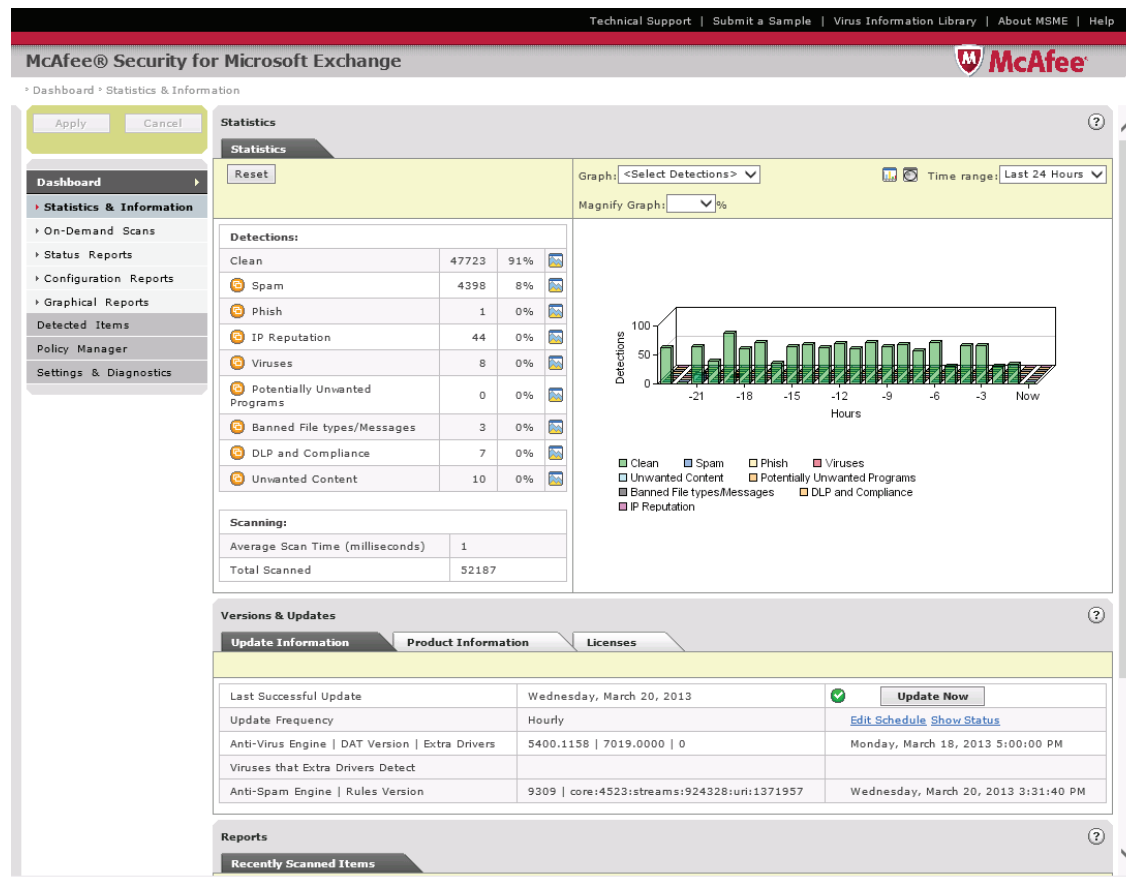 Technical Support | Submit a Sample | Virus Information Library | About MSME | Help
McAfee® Security for Microsoft Exchange
McAfee
Dashboard Statistics & Information
Apply Cancel
Dashboard
Statistics & Information
On-Demand Scans
Status Reports
Configuration Reports
Graphical Reports
Detected Items
Policy Manager
Settings & Diagnostics
Statistics ?
Statistics
Reset
Graph: <Select Detections> Time range: Last 24 Hours
Magnify Graph: %
Detections:
Clean 47723 91%
Spam 4398 8%
Phish 1 0%
IP Reputation 44 0%
Viruses 8 0%
Potentially Unwanted
Programs 0 0%
Banned File types/Messages 3 0%
DLP and Compliance 7 0%
Unwanted Content 10 0%
Scanning:
Average Scan Time (milliseconds) 1
Total Scanned 52187
Detections
100
50
0
-21 -18 -15 -12 -9 -6 -3 Now
Hours
Clean Spam Phish Viruses
Unwanted Content Potentially Unwanted Programs
Banned File types/Messages DLP and Compliance
IP Reputation
Versions & Updates ?
Update Information Product Information Licenses
Last Successful Update Wednesday, March 20, 2013 Update Now
Update Frequency Hourly Edit Schedule Show Status
Anti-Virus Engine | DAT Version | Extra Drivers 5400.1158 | 7019.0000 | 0 Monday, March 18, 2013 5:00:00 PM
Viruses that Extra Drivers Detect
Anti-Spam Engine | Rules Version 9309 | core:4523:streams:924328:uri:1371957 Wednesday, March 20, 2013 3:31:40 PM
Reports ?
Recently Scanned Items